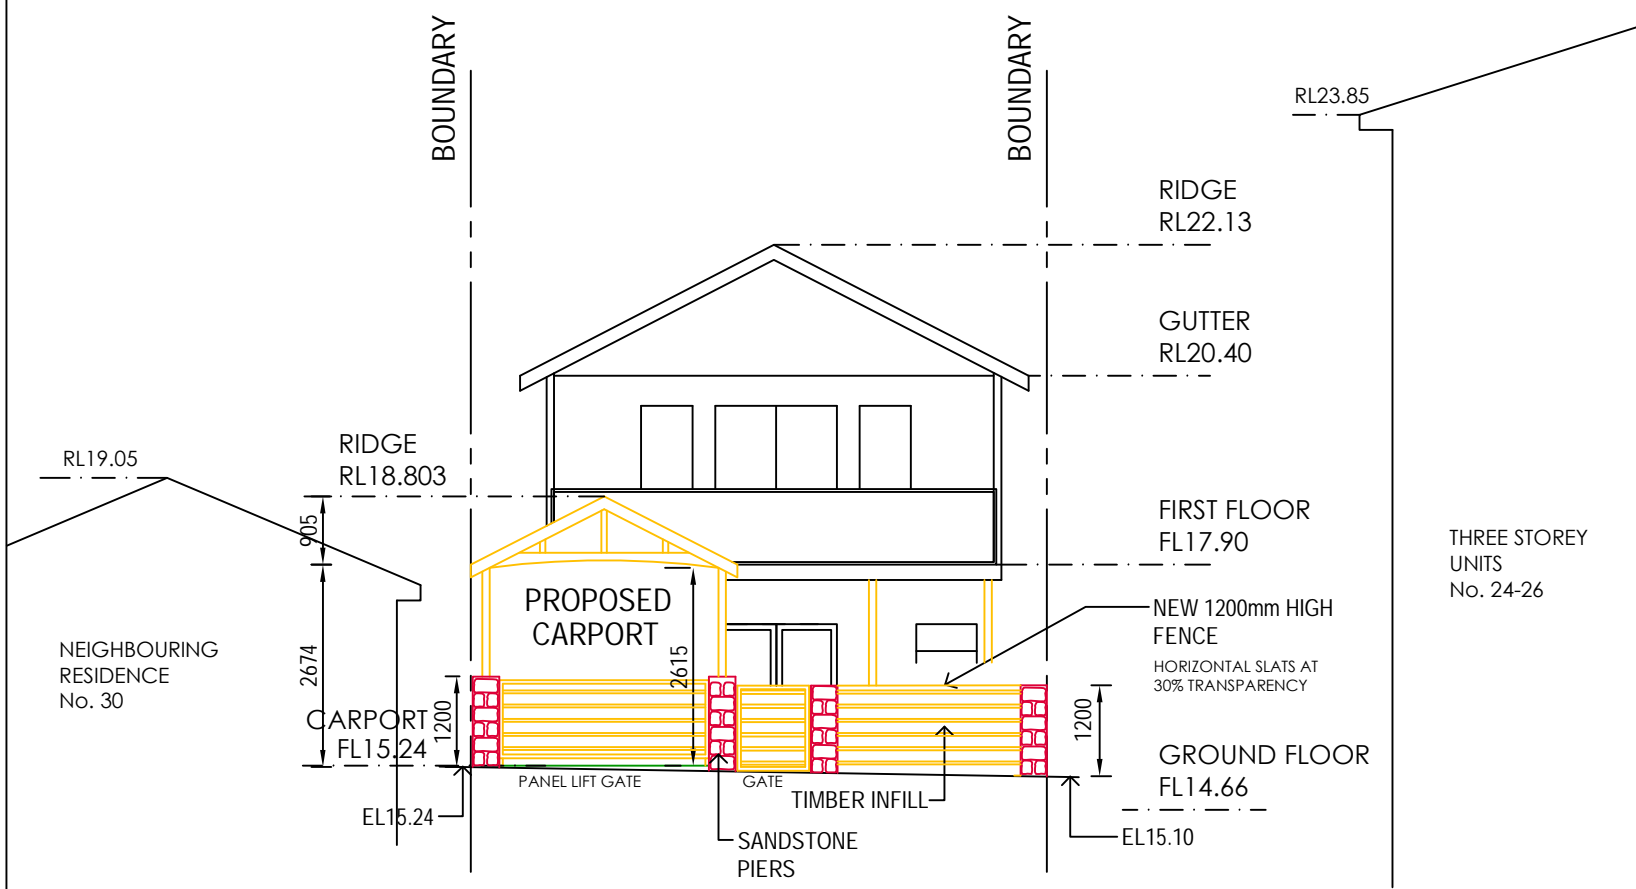 BOUNDARY
BOUNDARY
RL23.85
RIDGE
RL22.13
GUTTER
RL20.40
RL19.05
RIDGE
RL18.803
905
FIRST FLOOR
FL17.90
THREE STOREY
UNITS
No. 24-26
PROPOSED
CARPORT
NEW 1200mm HIGH
FENCE
HORIZONTAL SLATS AT
30% TRANSPARENCY
NEIGHBOURING
RESIDENCE
No. 30
2674
2615
CARPORT
FL15.24
1200
1200
GROUND FLOOR
FL14.66
PANEL LIFT GATE
GATE
TIMBER INFILL
EL15.24
SANDSTONE
PIERS
EL15.10